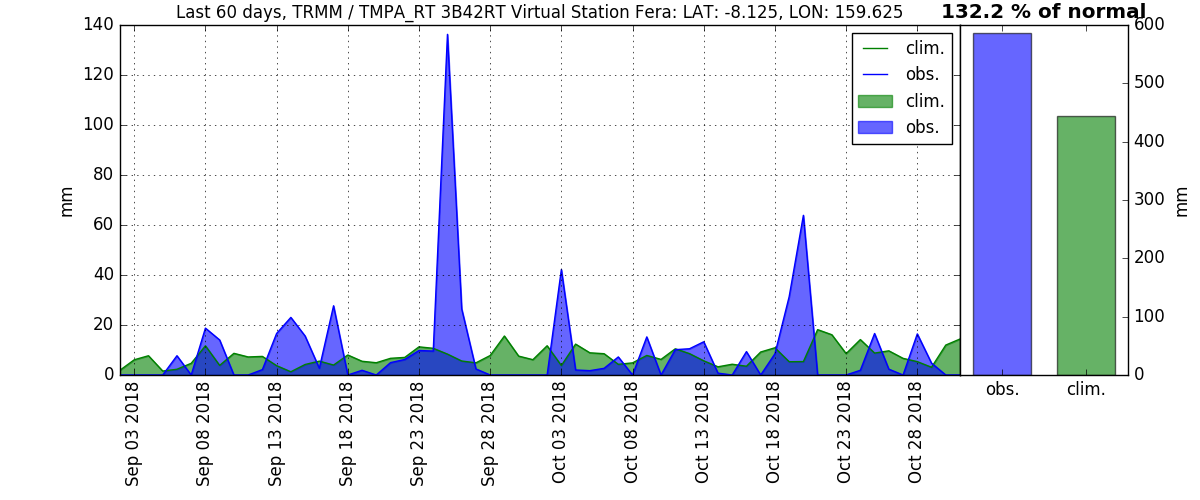 Last 60 days, TRMM / TMPA_RT 3B42RT Virtual Station Fera: LAT: -8.125, LON: 159.625
132.2 % of normal
140
120
100
80
60
40
20
0
mm
clim.
obs.
clim.
obs.
600
500
400
300
200
100
0
mm
Sep 03 2018
Sep 08 2018
Sep 13 2018
Sep 18 2018
Sep 23 2018
Sep 28 2018
Oct 03 2018
Oct 08 2018
Oct 13 2018
Oct 18 2018
Oct 23 2018
Oct 28 2018
obs.
clim.